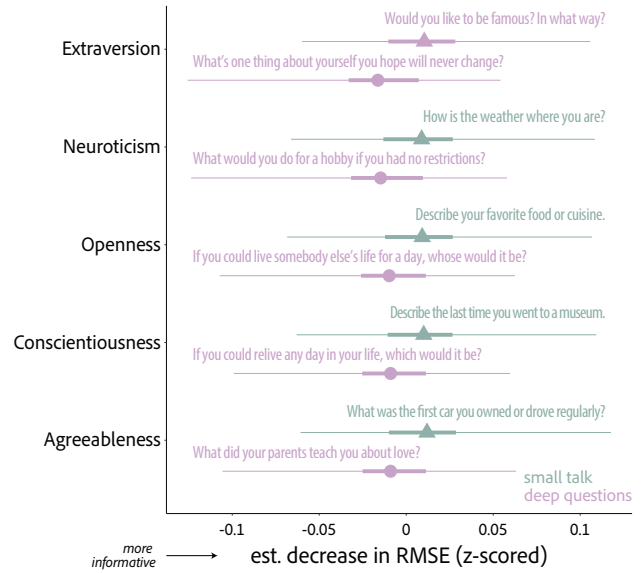 Would you like to be famous? In what way?
Extraversion
What's one thing about yourself you hope will never change?
How is the weather where you are?
Neuroticism
What would you do for a hobby if you had no restrictions?
Describe your favorite food or cuisine.
Openness
If you could live somebody else's life for a day, whose would it be?
Describe the last time you went to a museum.
Conscientiousness
If you could relive any day in your life, which would it be?
What was the first car you owned or drove regularly?
Agreeableness
What did your parents teach you about love?
small talk
deep questions
-0.1 -0.05 0 0.05 0.1
more
informative
est. decrease in RMSE (z-scored)